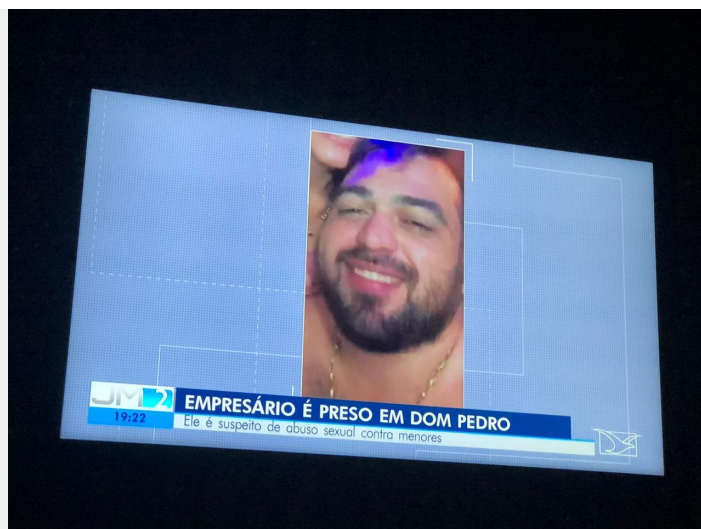 JM 2
19:22
EMPRESÁRIO É PRESO EM DOM PEDRO
Ele é suspeito de abuso sexual contra menores